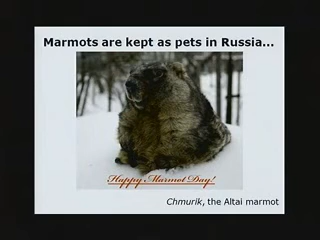 Marmots are kept as pets in Russia...
Happy Marmot Day!
Chmurik, the Altai marmot